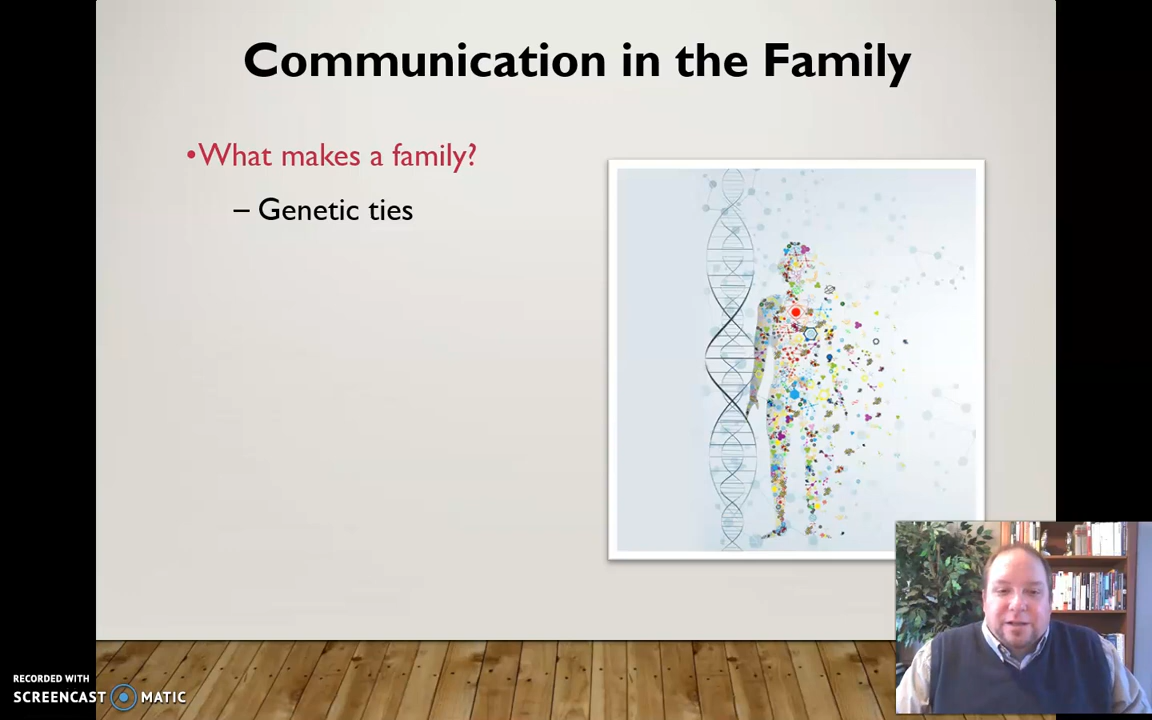 Communication in the Family
•What makes a family?
– Genetic ties
RECORDED WITH
SCREENCAST MATIC